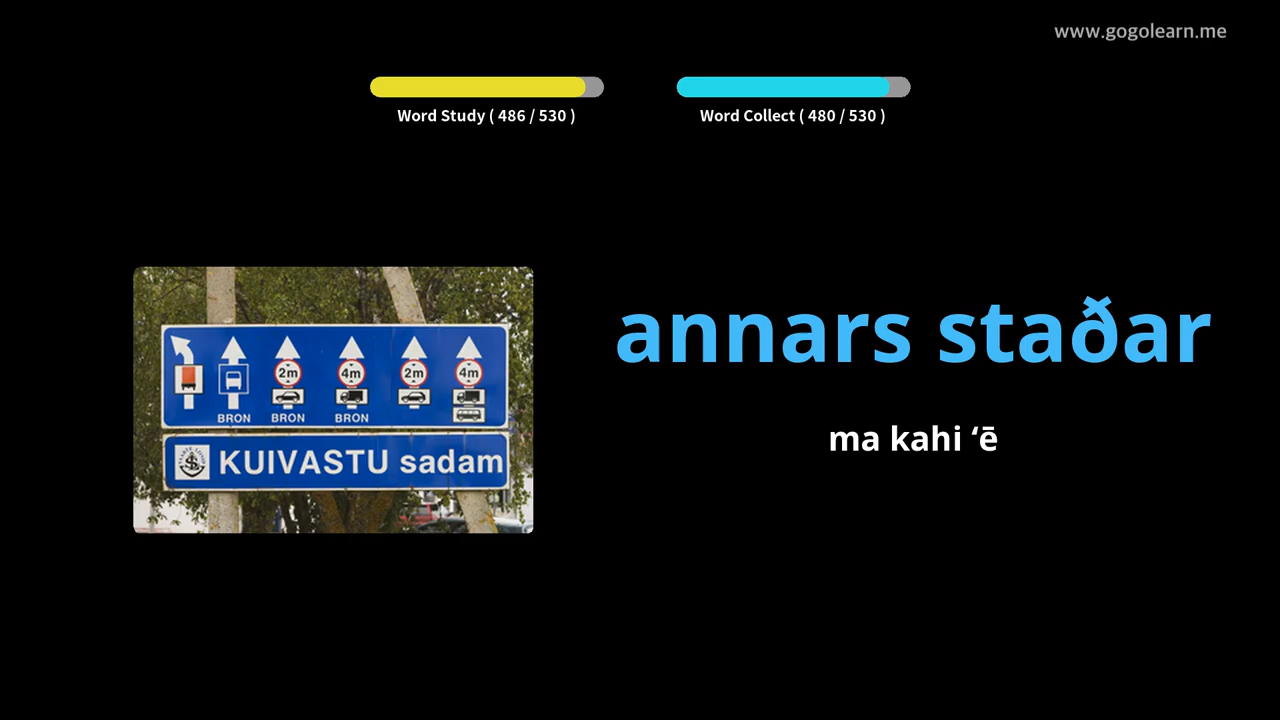 www.gogolearn.me
Word Study ( 486 / 530 )
Word Collect ( 480 / 530 )
2m 4m 2m 4m
BRON BRON BRON
KUIVASTU sadam
annars staðar
ma kahi ‘ē